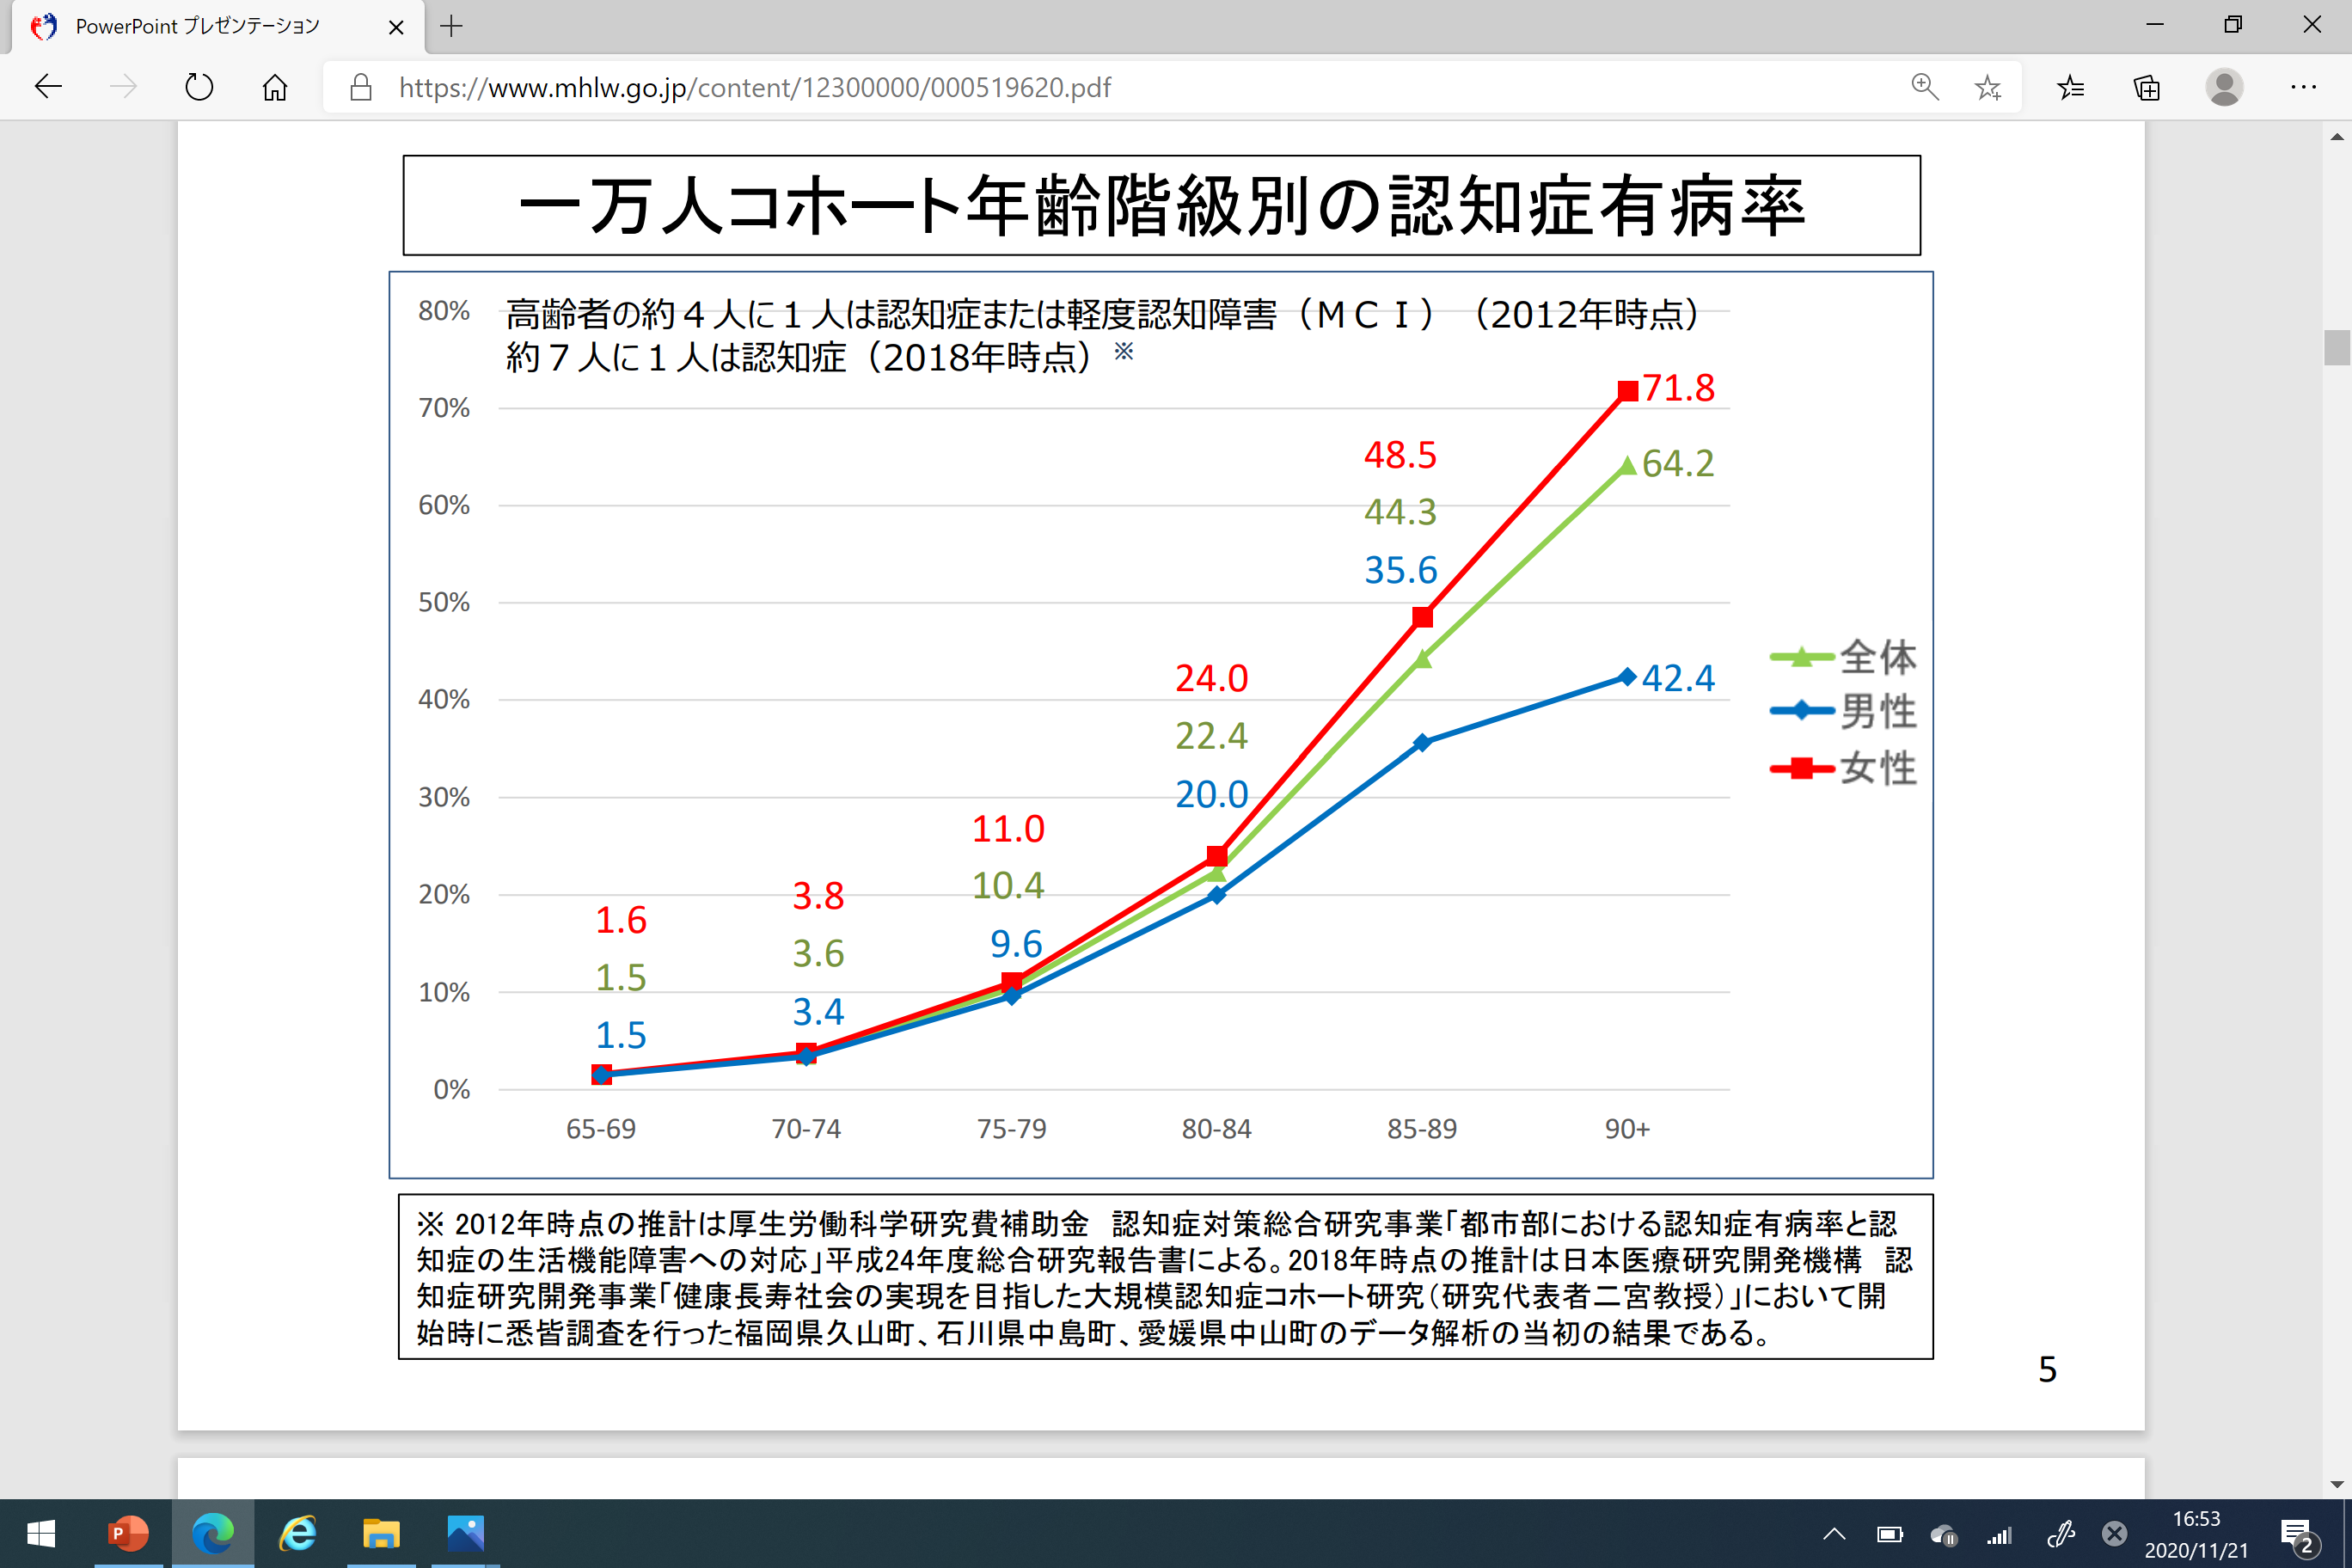 PowerPoint プレゼンテーション
https://www.mhlw.go.jp/content/12300000/000519620.pdf
一万人コホート年齢階級別の認知症有病率
高齢者の約４人に１人は認知症または軽度認知障害（ＭＣＩ）（2012年時点）
約７人に１人は認知症（2018年時点）※
80%
70%
60%
50%
40%
30%
20%
10%
0%
1.6
1.5
1.5
3.8
3.6
3.4
11.0
10.4
9.6
24.0
22.4
20.0
48.5
44.3
35.6
71.8
64.2
42.4
65-69 70-74 75-79 80-84 85-89 90+
全体
男性
女性
※ 2012年時点の推計は厚生労働科学研究費補助金　認知症対策総合研究事業「都市部における認知症有病率と認
知症の生活機能障害への対応」平成24年度総合研究報告書による。2018年時点の推計は日本医療研究開発機構　認
知症研究開発事業「健康長寿社会の実現を目指した大規模認知症コホート研究（研究代表者二宮教授）」において開
始時に悉皆調査を行った福岡県久山町、石川県中島町、愛媛県中山町のデータ解析の当初の結果である。
5
16:53
2020/11/21
2